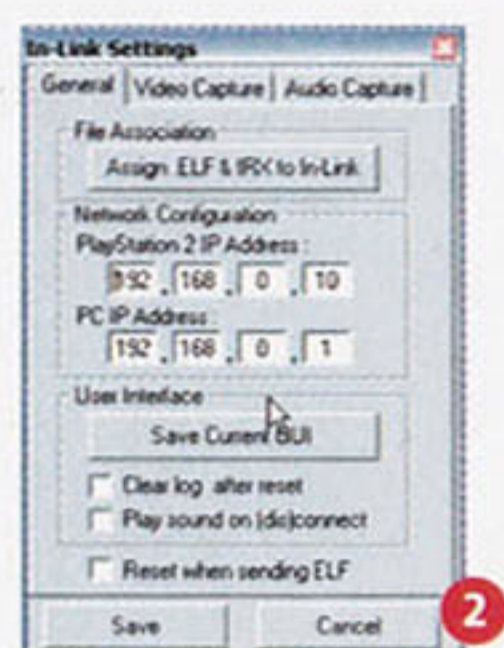 In-Link Settings
General Video Capture Audio Capture
File Association
Assign ELF & IRX to In-Link
Network Configuration
PlayStation 2 IP Address :
192 . 168 . 0 . 10
PC IP Address :
192 . 168 . 0 . 1
User Interface
Save Current GUI
Clear log after reset
Play sound on (dis)connect
Reset when sending ELF
Save Cancel
2